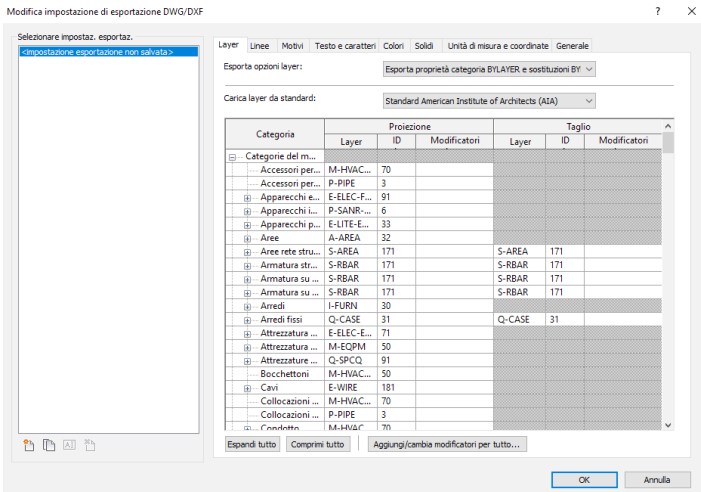 Modifica impostazione di esportazione DWG/DXF ? ×
Selezionare impostaz. esportaz.
<impostazione esportazione non salvata>
Layer Linee Motivi Testo e caratteri Colori Solidi Unità di misura e coordinate Generale
Esporta opzioni layer: Esporta proprietà categoria BYLAYER e sostituzioni BY
Carica layer da standard: Standard American Institute of Architects (AIA)
Categoria Proiezione Taglio
Layer ID Modificatori Layer ID Modificatori
Categorie del m...
Accessori per... M-HVAC... 70
Accessori per... P-PIPE 3
Apparecchi e... E-ELEC-F... 91
Apparecchi i... P-SANR-... 6
Apparecchi p... E-LITE-E... 33
Aree A-AREA 32
Aree rete stru... S-AREA 171 S-AREA 171
Armatura str... S-RBAR 171 S-RBAR 171
Armatura su ... S-RBAR 171 S-RBAR 171
Armatura su ... S-RBAR 171 S-RBAR 171
Arredi I-FURN 30
Arredi fissi Q-CASE 31 Q-CASE 31
Attrezzatura ... E-ELEC-E... 71
Attrezzatura ... M-EQPM 50
Attrezzature ... Q-SPCQ 91
Bocchettoni M-HVAC... 50
Cavi E-WIRE 181
Collocazioni ... M-HVAC... 70
Collocazioni ... P-PIPE 3
Condotto M-HVAC 70
Espandi tutto Comprimi tutto Aggiungi/cambia modificatori per tutto...
OK Annulla